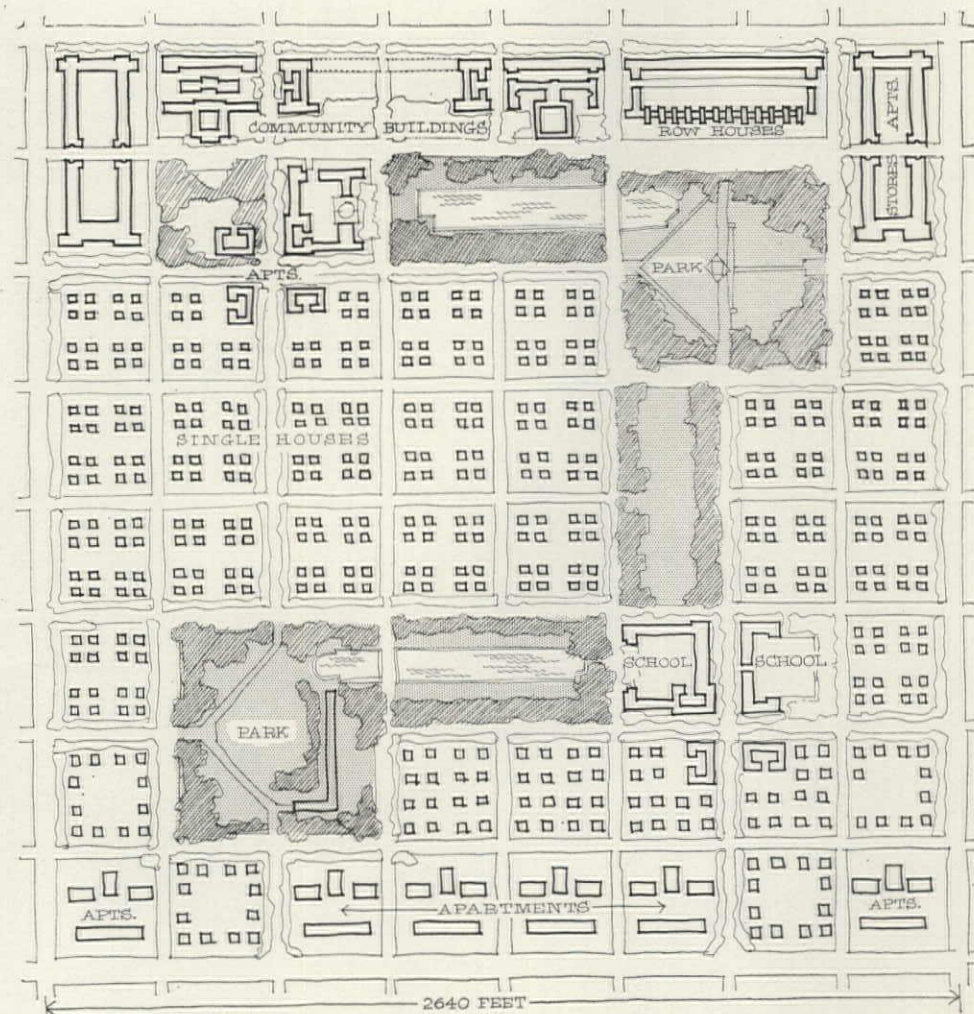 APTS.
COMMUNITY BUILDINGS
ROW HOUSES
STORES
APTS.
PARK
SINGLE HOUSES
SCHOOL
SCHOOL
PARK
APTS.
APARTMENTS
APTS.
2640 FEET